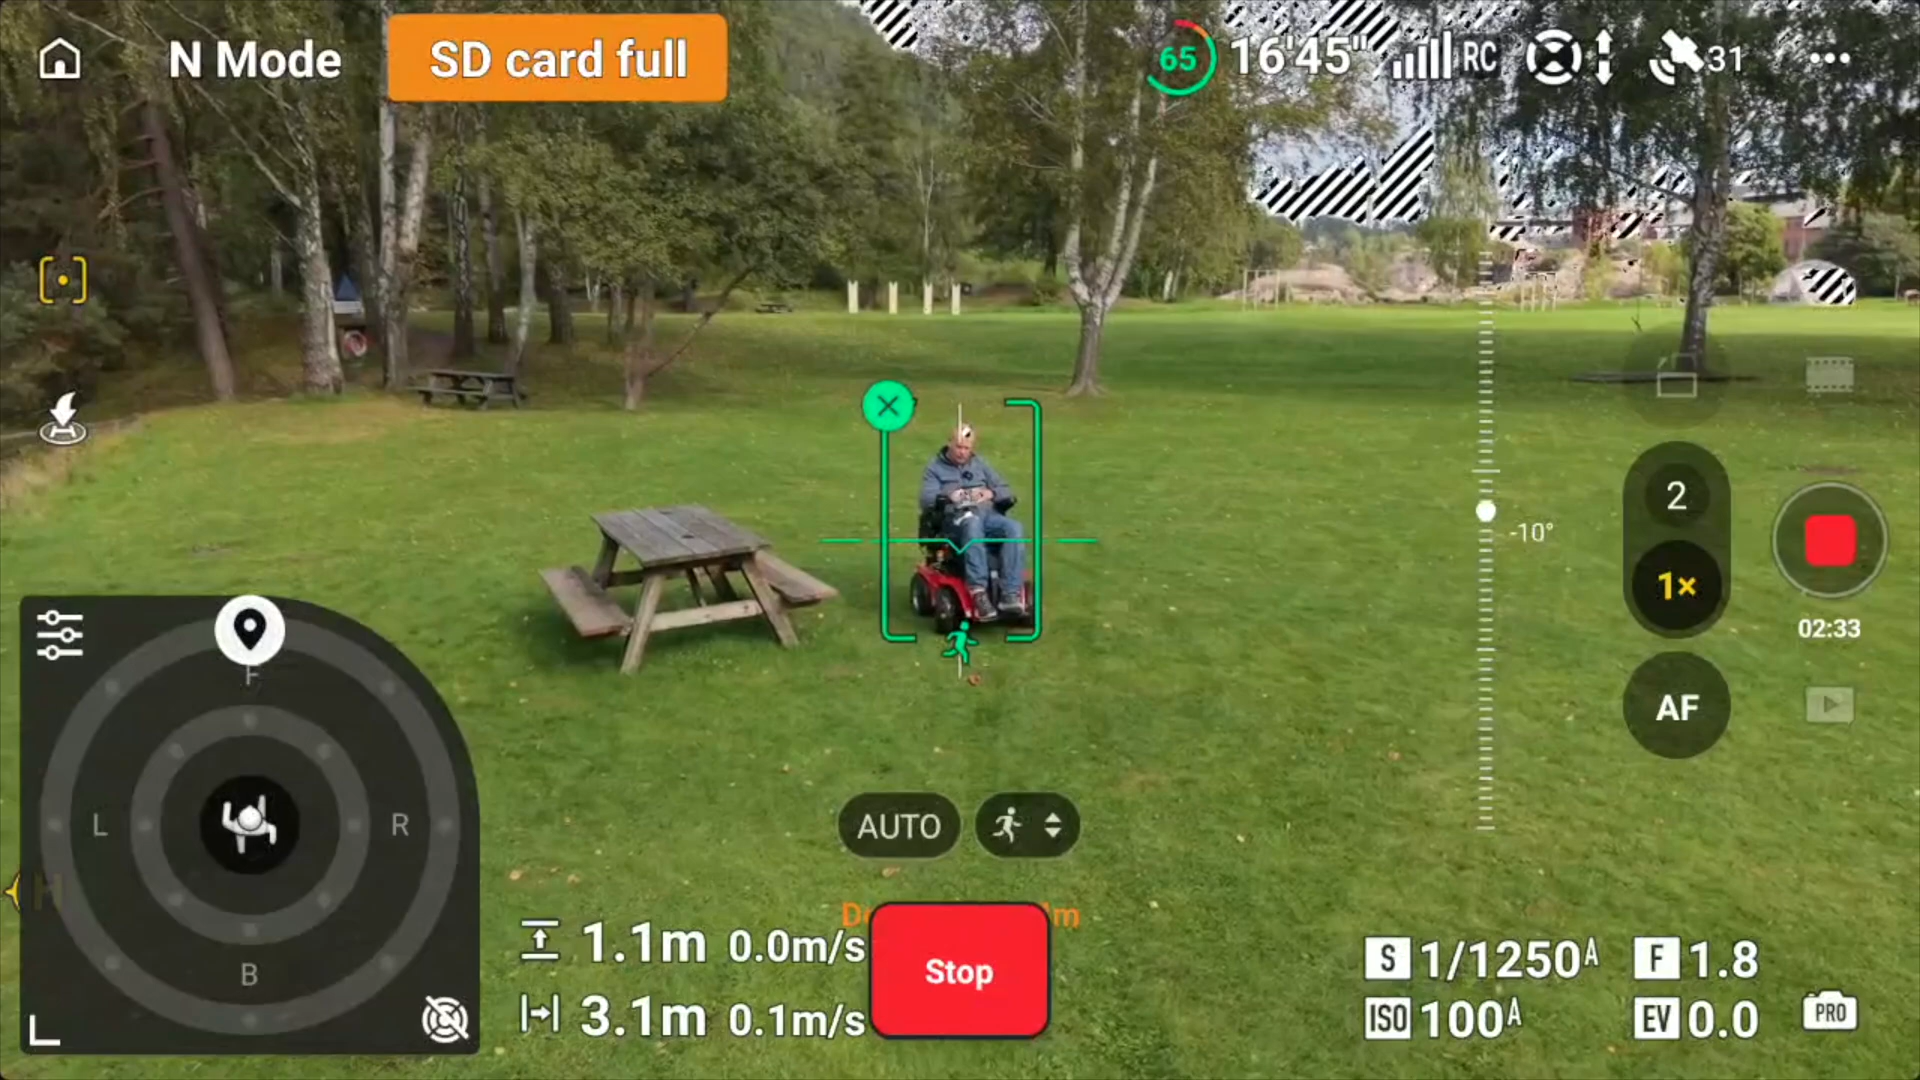 N Mode
SD card full
65
16'45"
RC
31
-10°
2
1×
02:33
AF
F
L
R
B
H
AUTO
1.1m 0.0m/s
3.1m 0.1m/s
Stop
S 1/1250A
F 1.8
ISO 100A
EV 0.0
PRO